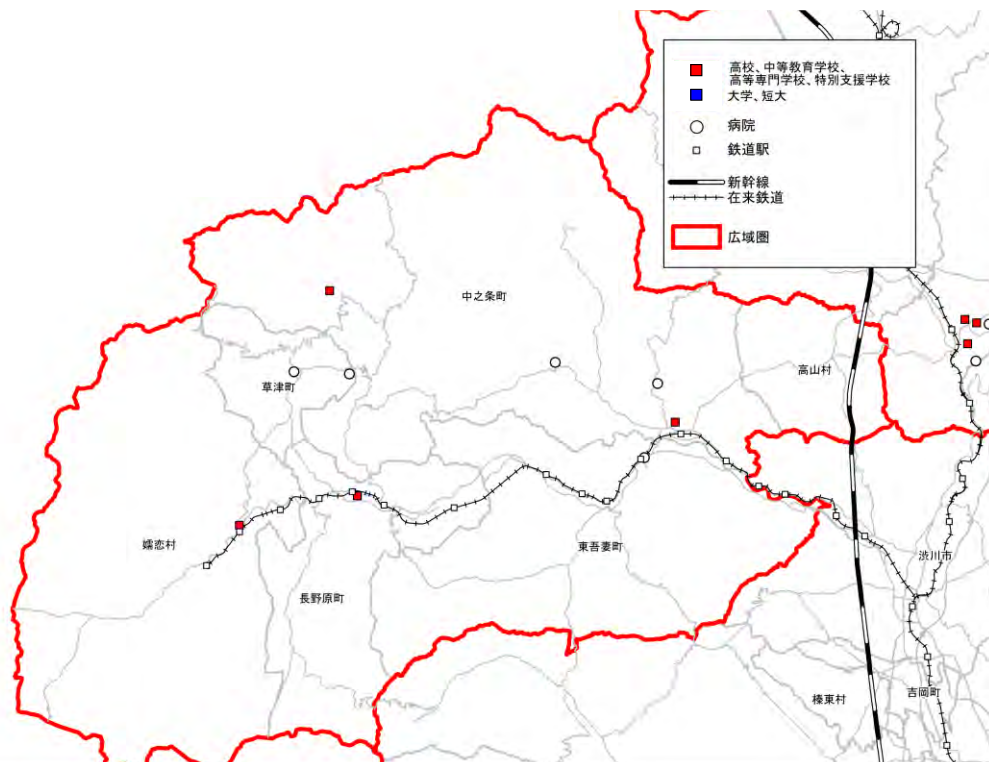 高校、中等教育学校、
高等専門学校、特別支援学校
大学、短大
病院
鉄道駅
新幹線
在来鉄道
広域圏
中之条町
高山村
草津町
嬬恋村
東吾妻町
渋川市
長野原町
榛東村
吉岡町